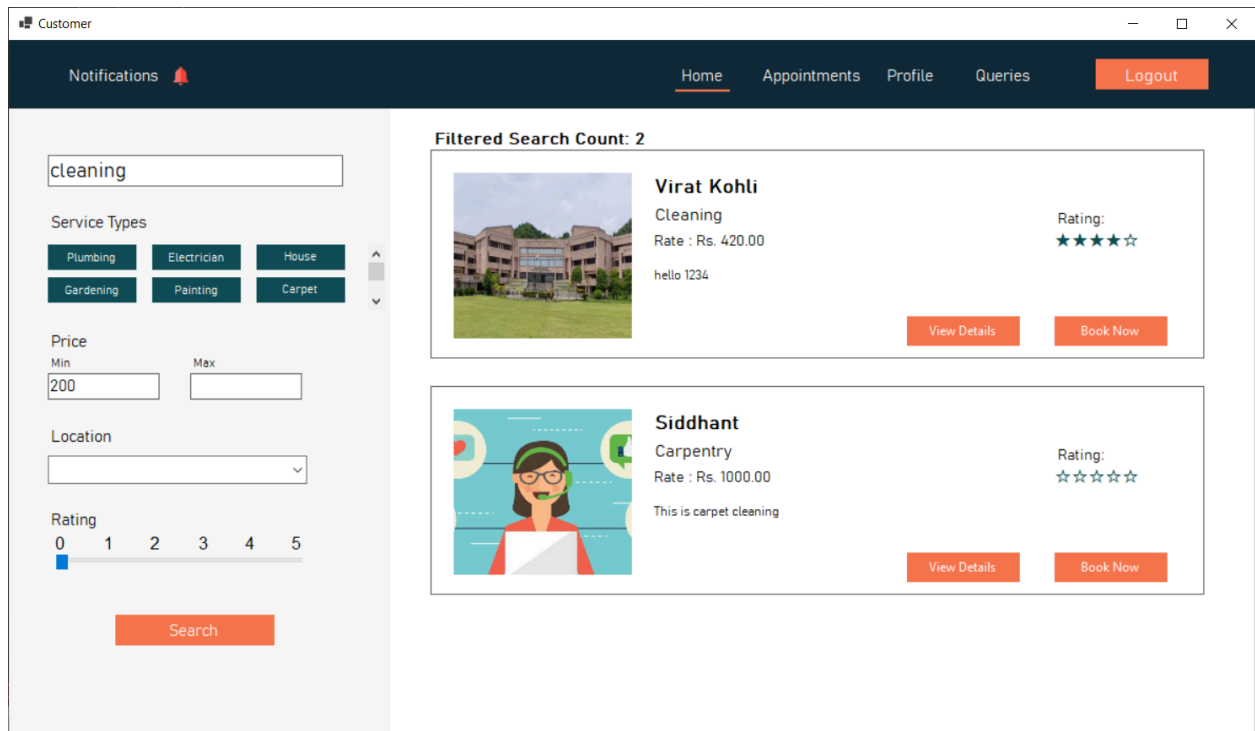 Customer
Notifications Home Appointments Profile Queries Logout
cleaning
Service Types
Plumbing Electrician House
Gardening Painting Carpet
Price
Min Max
200
Location
Rating
0 1 2 3 4 5
Search
Filtered Search Count: 2
Virat Kohli
Cleaning
Rate : Rs. 420.00
hello 1234
Rating:
★★★★☆
View Details Book Now
Siddhant
Carpentry
Rate : Rs. 1000.00
This is carpet cleaning
Rating:
☆☆☆☆☆
View Details Book Now